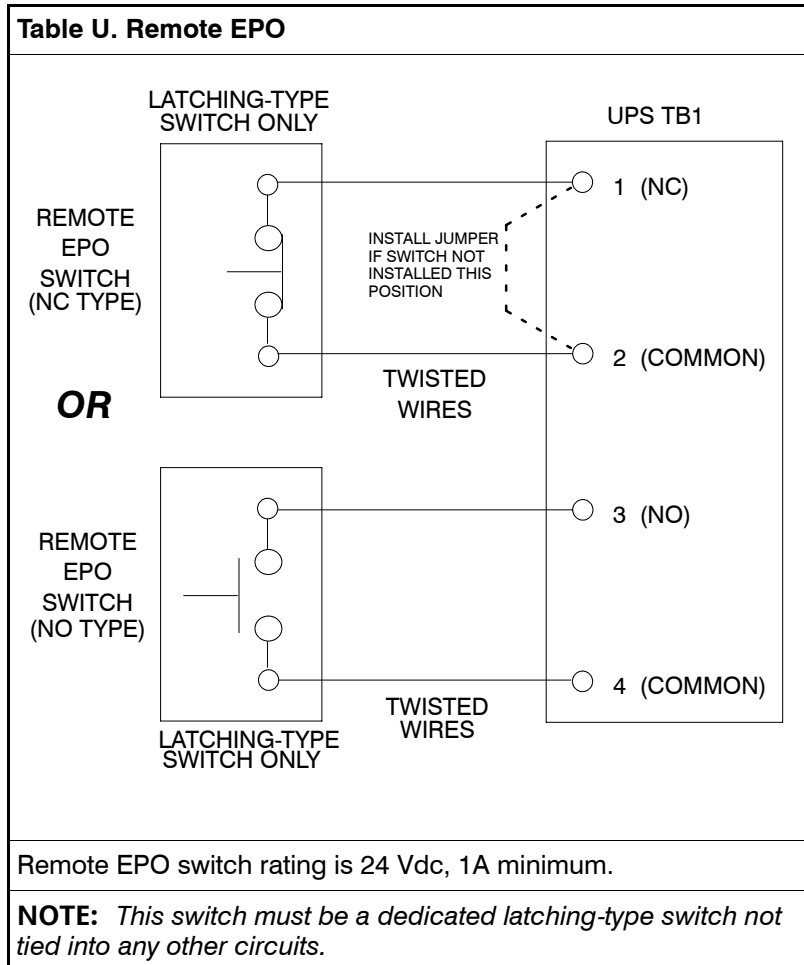 Table U. Remote EPO
LATCHING-TYPE
SWITCH ONLY
UPS TB1
REMOTE
EPO
SWITCH
(NC TYPE)
1 (NC)
INSTALL JUMPER
IF SWITCH NOT
INSTALLED THIS
POSITION
2 (COMMON)
TWISTED
WIRES
OR
REMOTE
EPO
SWITCH
(NO TYPE)
3 (NO)
4 (COMMON)
TWISTED
WIRES
LATCHING-TYPE
SWITCH ONLY
Remote EPO switch rating is 24 Vdc, 1A minimum.
NOTE: This switch must be a dedicated latching-type switch not
tied into any other circuits.